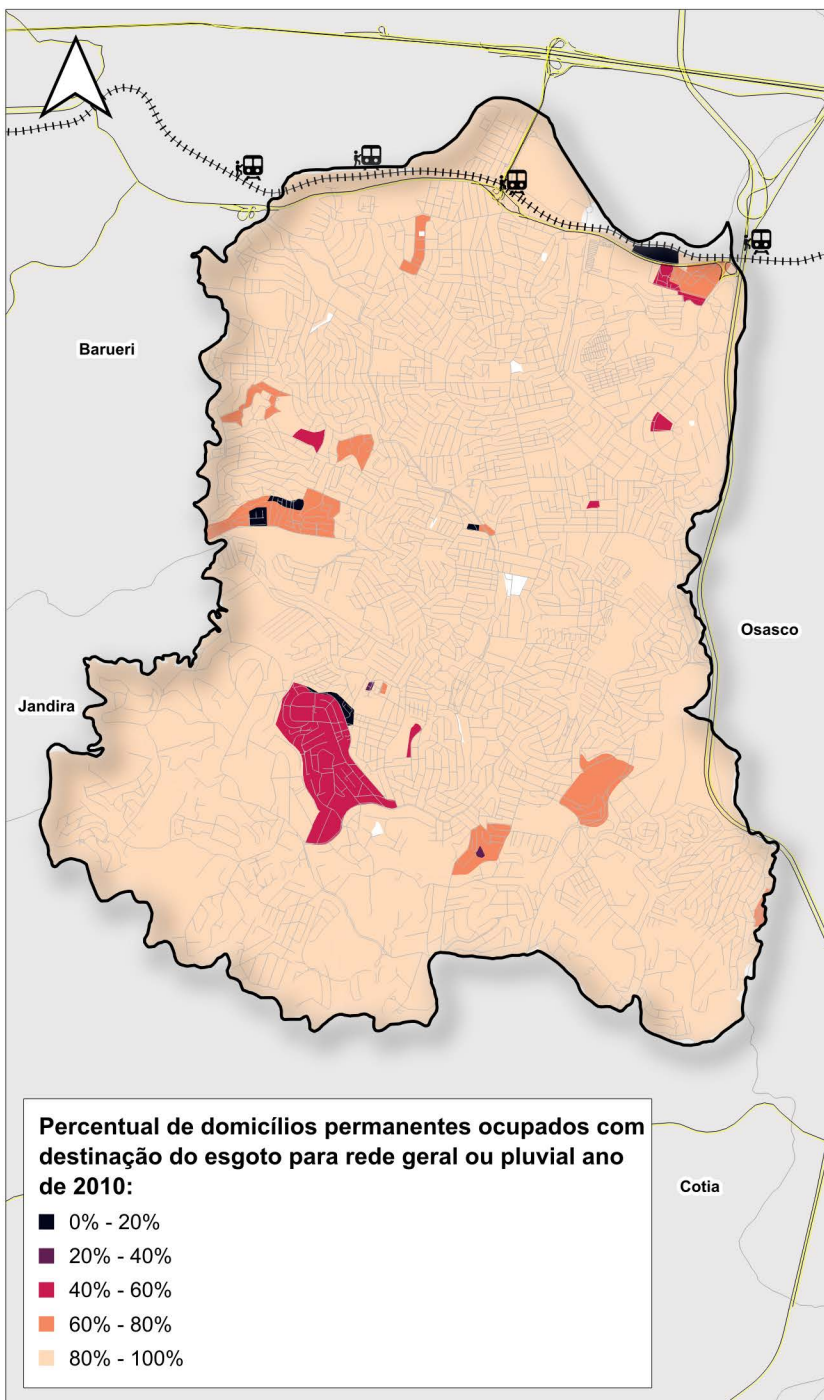 Barueri
Osasco
Jandira
Percentual de domicílios permanentes ocupados com
destinação do esgoto para rede geral ou pluvial ano
de 2010:
0% - 20%
20% - 40%
40% - 60%
60% - 80%
80% - 100%
Cotia